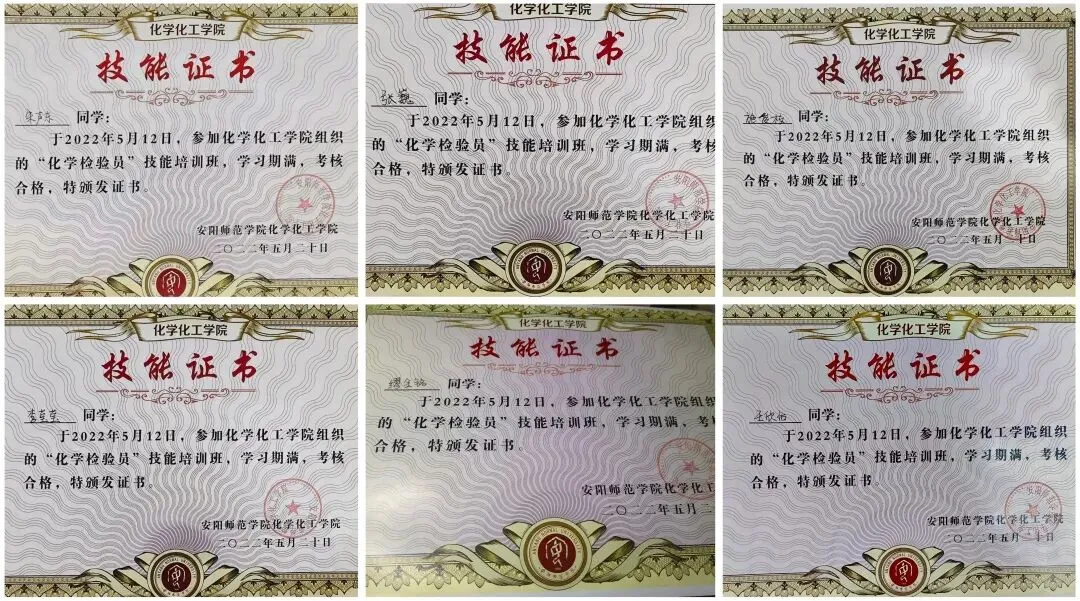 化学化工学院
技能证书
同学:
于2022年5月12日，参加化学化工学院组织
的“化学检验员”技能培训班，学习期满，考核
合格，特颁发证书。
安阳师范学院化学化工学院
二〇二二年五月二十日
化学化工学院
技能证书
张巍 同学:
于2022年5月12日，参加化学化工学院组织
的“化学检验员”技能培训班，学习期满，考核
合格，特颁发证书。
安阳师范学院化学化工学院
二〇二二年五月二十日
化学化工学院
技能证书
同学:
于2022年5月12日，参加化学化工学院组织
的“化学检验员”技能培训班，学习期满，考核
合格，特颁发证书。
安阳师范学院化学化工学院
二〇二二年五月二十日
化学化工学院
技能证书
李莹莹 同学:
于2022年5月12日，参加化学化工学院组织
的“化学检验员”技能培训班，学习期满，考核
合格，特颁发证书。
安阳师范学院化学化工学院
二〇二二年五月二十日
化学化工学院
技能证书
同学:
于2022年5月12日，参加化学化工学院组织
的“化学检验员”技能培训班，学习期满，考
合格，特颁发证书。
安阳师范学院化学化工
二〇二二年五月二
化学化工学院
技能证书
同学:
于2022年5月12日，参加化学化工学院组织
的“化学检验员”技能培训班，学习期满，考核
合格，特颁发证书。
安阳师范学院化学化工学院
二〇二二年五月二十日